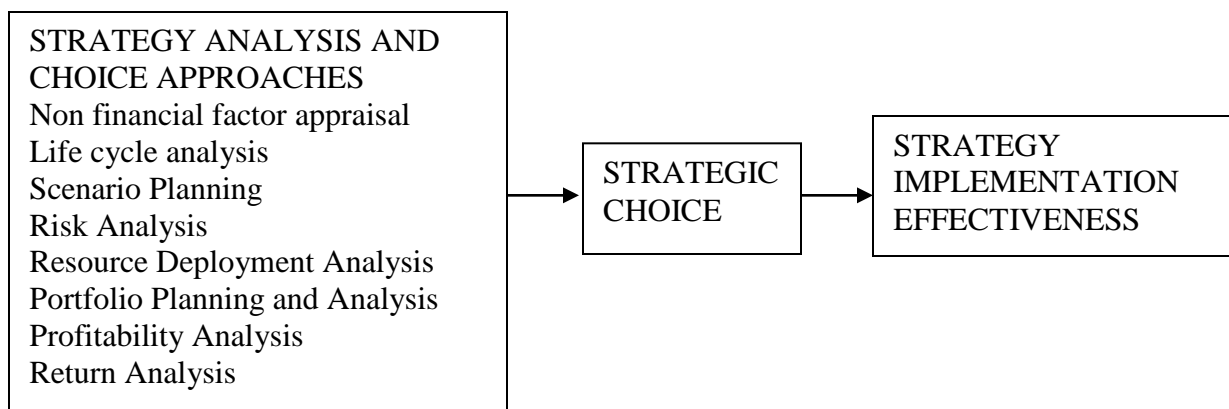 STRATEGY ANALYSIS AND
CHOICE APPROACHES
Non financial factor appraisal
Life cycle analysis
Scenario Planning
Risk Analysis
Resource Deployment Analysis
Portfolio Planning and Analysis
Profitability Analysis
Return Analysis
STRATEGIC
CHOICE
STRATEGY
IMPLEMENTATION
EFFECTIVENESS